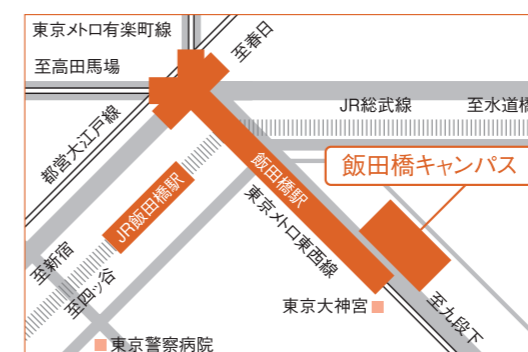 東京メトロ有楽町線
至春日
至高田馬場
JR総武線
至水道橋
都営大江戸線
飯田橋駅
飯田橋キャンパス
JR飯田橋駅
東京メトロ東西線
至新宿
至四ッ谷
東京大神宮
至九段下
東京警察病院